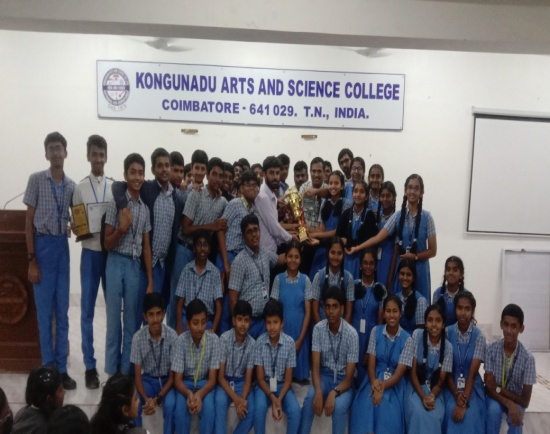 KONGUNADU ARTS AND SCIENCE COLLEGE
COIMBATORE - 641 029. T.N., INDIA.